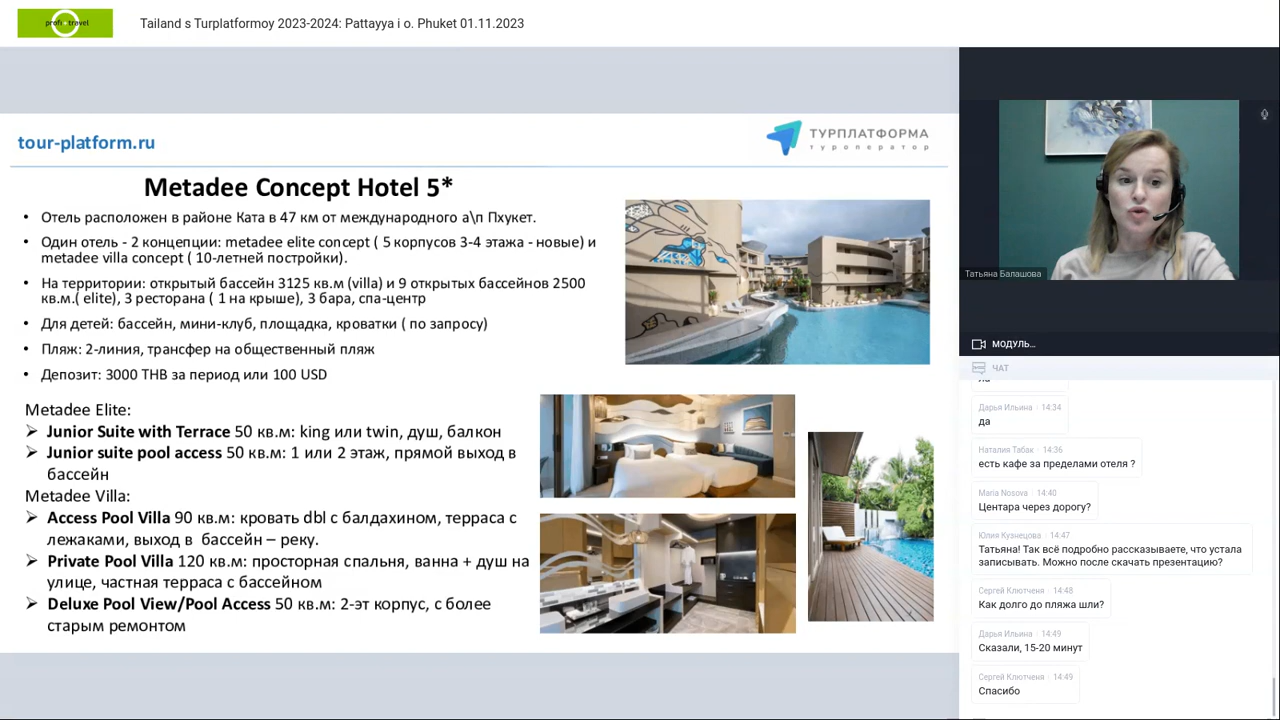 profi travel
Tailand s Turplatformoy 2023-2024: Pattayya i o. Phuket 01.11.2023
tour-platform.ru
ТУРПЛАТФОРМА
туроператор
Metadee Concept Hotel 5*
• Отель расположен в районе Ката в 47 км от международного а\п Пхукет.
• Один отель - 2 концепции: metadee elite concept ( 5 корпусов 3-4 этажа - новые) и
metadee villa concept ( 10-летней постройки).
• На территории: открытый бассейн 3125 кв.м (villa) и 9 открытых бассейнов 2500
кв.м.( elite), 3 ресторана ( 1 на крыше), 3 бара, спа-центр
• Для детей: бассейн, мини-клуб, площадка, кроватки ( по запросу)
• Пляж: 2-линия, трансфер на общественный пляж
• Депозит: 3000 THB за период или 100 USD
Metadee Elite:
➢ Junior Suite with Terrace 50 кв.м: king или twin, душ, балкон
➢ Junior suite pool access 50 кв.м: 1 или 2 этаж, прямой выход в
бассейн
Metadee Villa:
➢ Access Pool Villa 90 кв.м: кровать dbl с балдахином, терраса с
лежаками, выход в бассейн – реку.
➢ Private Pool Villa 120 кв.м: просторная спальня, ванна + душ на
улице, частная терраса с бассейном
➢ Deluxe Pool View/Pool Access 50 кв.м: 2-эт корпус, с более
старым ремонтом
Татьяна Балашова
МОДУЛЬ…
ЧАТ
Дарья Ильина 14:34
да
Наталия Табак 14:36
есть кафе за пределами отеля ?
Maria Nosova 14:40
Центара через дорогу?
Юлия Кузнецова 14:47
Татьяна! Так всё подробно рассказываете, что устала
записывать. Можно после скачать презентацию?
Сергей Клютченя 14:48
Как долго до пляжа шли?
Дарья Ильина 14:49
Сказали, 15-20 минут
Сергей Клютченя 14:49
Спасибо